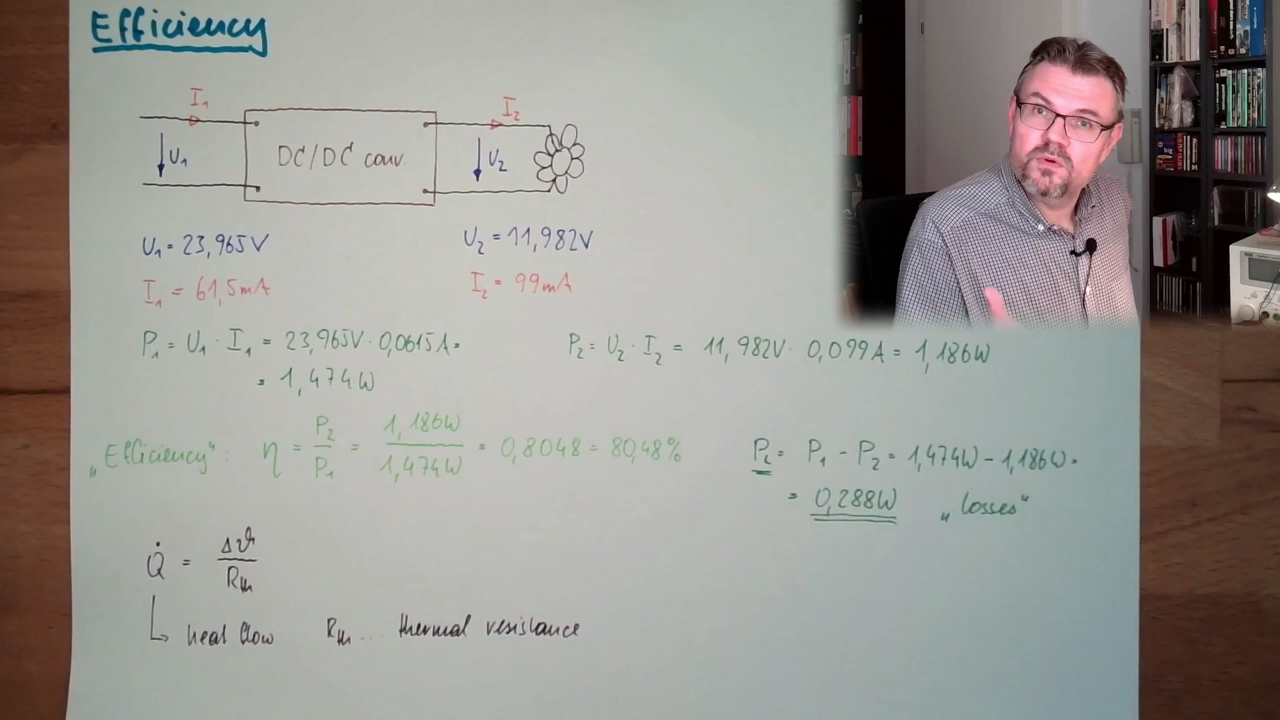 Efficiency
I₁
I₂
U₁
DC/DC conv
U₂
U₁ = 23,965V
U₂ = 11,982V
I₁ = 61,5mA
I₂ = 99mA
P₁ = U₁ · I₁ = 23,965V · 0,0615A =
= 1,474W
P₂ = U₂ · I₂ = 11,982V · 0,099A = 1,186W
„Efficiency“: η = P₂/P₁ = 1,186W/1,474W = 0,8048 = 80,48%
P_L = P₁ - P₂ = 1,474W - 1,186W =
= 0,288W „losses“
Q̇ = Δϑ/R_th
↳ heat flow R_th ... thermal resistance